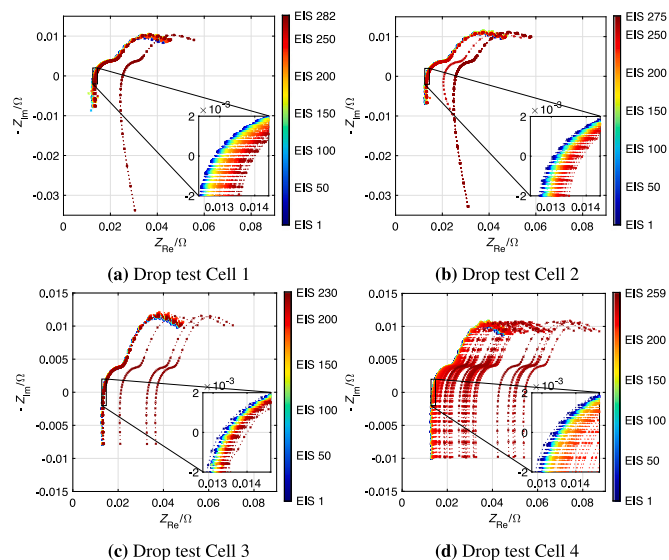 EIS 282
EIS 250
EIS 200
EIS 150
EIS 100
EIS 50
EIS 1
0.01
0
-0.01
-0.02
-0.03
- Z_Im/Ω
0 0.02 0.04 0.06 0.08
Z_Re/Ω
× 10⁻³
2
0
-2
0.013 0.014
(a) Drop test Cell 1
EIS 275
EIS 250
EIS 200
EIS 150
EIS 100
EIS 50
EIS 1
0.01
0
-0.01
-0.02
-0.03
- Z_Im/Ω
0 0.02 0.04 0.06 0.08
Z_Re/Ω
× 10⁻³
2
0
-2
0.013 0.014
(b) Drop test Cell 2
EIS 230
EIS 200
EIS 150
EIS 100
EIS 50
EIS 1
0.015
0.01
0.005
0
-0.005
-0.01
-0.015
- Z_Im/Ω
0 0.02 0.04 0.06 0.08
Z_Re/Ω
× 10⁻³
2
0
-2
0.013 0.014
(c) Drop test Cell 3
EIS 259
EIS 200
EIS 150
EIS 100
EIS 50
EIS 1
0.015
0.01
0.005
0
-0.005
-0.01
-0.015
- Z_Im/Ω
0 0.02 0.04 0.06 0.08
Z_Re/Ω
× 10⁻³
2
0
-2
0.013 0.014
(d) Drop test Cell 4